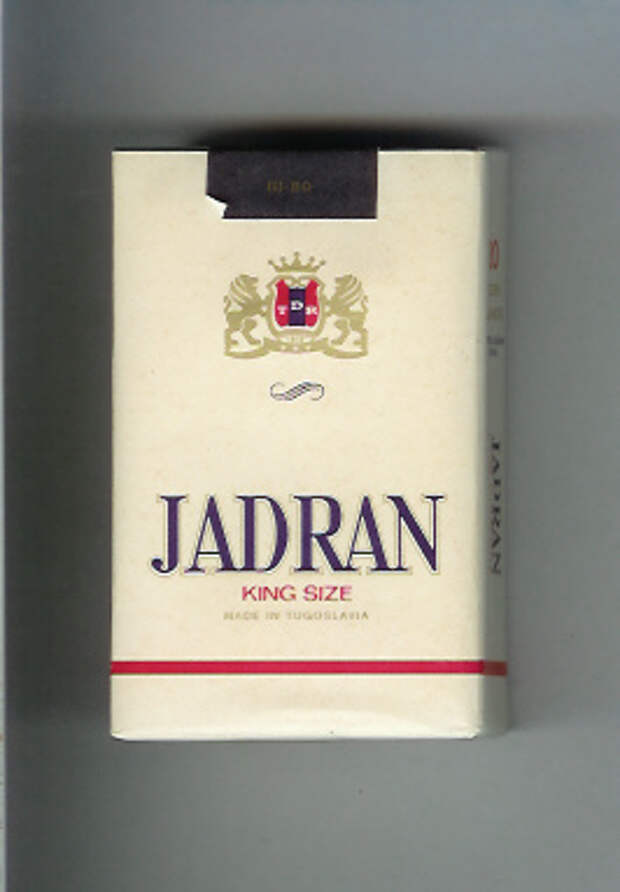 TDR
JADRAN
KING SIZE
MADE IN YUGOSLAVIA
JADRAN